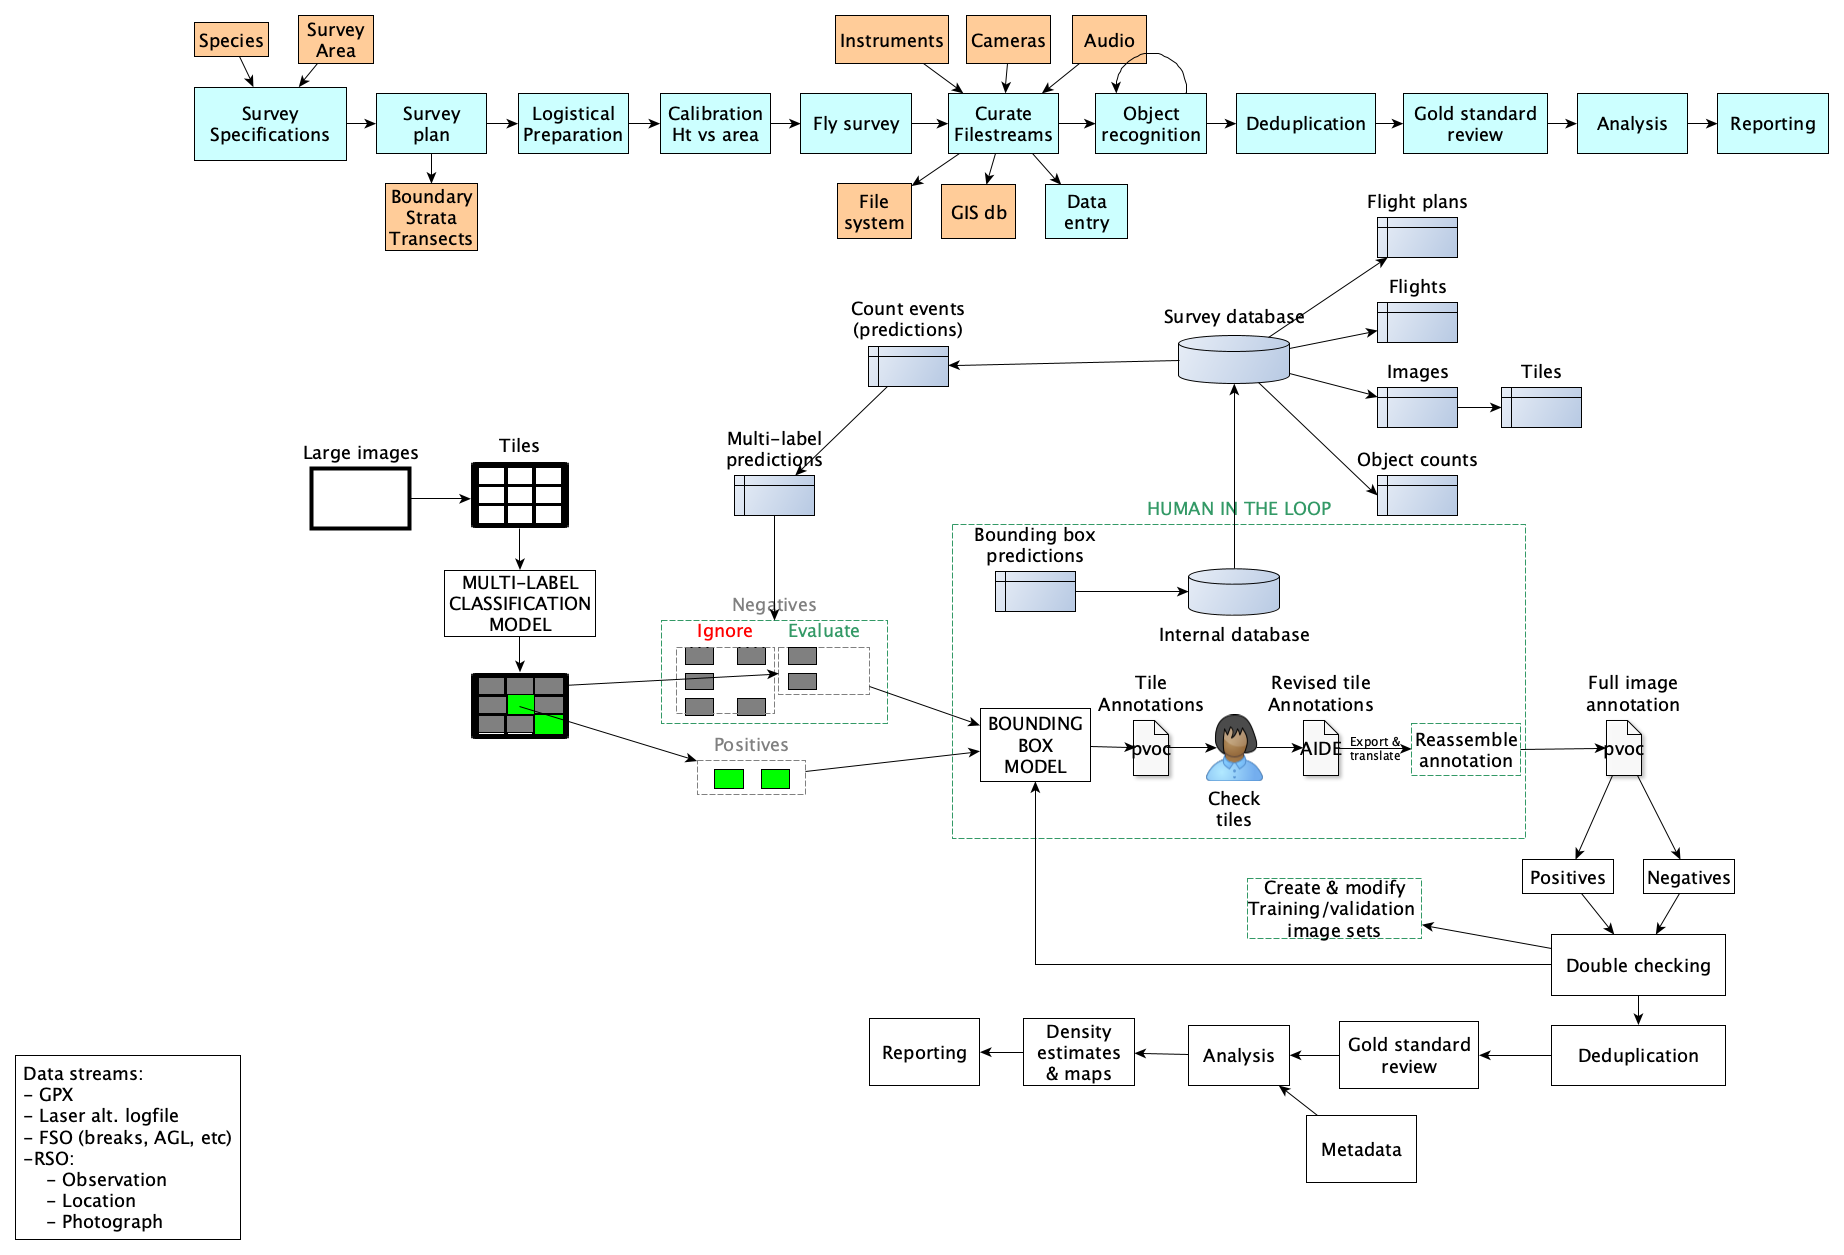 Species
Survey
Area
Instruments
Cameras
Audio
Survey
Specifications
Survey
plan
Logistical
Preparation
Calibration
Ht vs area
Fly survey
Curate
Filestreams
Object
recognition
Deduplication
Gold standard
review
Analysis
Reporting
Boundary
Strata
Transects
File
system
GIS db
Data
entry
Flight plans
Flights
Count events
(predictions)
Survey database
Images
Tiles
Multi-label
predictions
Large images
Tiles
Object counts
HUMAN IN THE LOOP
Bounding box
predictions
Internal database
MULTI-LABEL
CLASSIFICATION
MODEL
Negatives
Ignore
Evaluate
Positives
BOUNDING
BOX
MODEL
Tile
Annotations
pvoc
Check
tiles
Revised tile
Annotations
AIDE
Export &
translate
Reassemble
annotation
Full image
annotation
pvoc
Positives
Negatives
Create & modify
Training/validation
image sets
Double checking
Deduplication
Gold standard
review
Analysis
Density
estimates
& maps
Reporting
Metadata
Data streams:
- GPX
- Laser alt. logfile
- FSO (breaks, AGL, etc)
-RSO:
- Observation
- Location
- Photograph